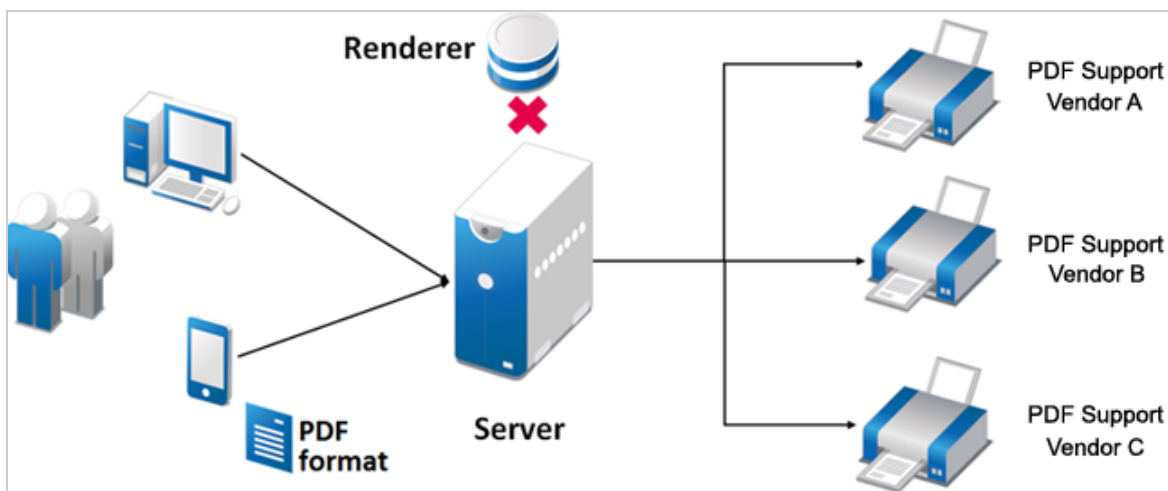 Renderer
PDF Support
Vendor A
PDF Support
Vendor B
PDF
format
Server
PDF Support
Vendor C